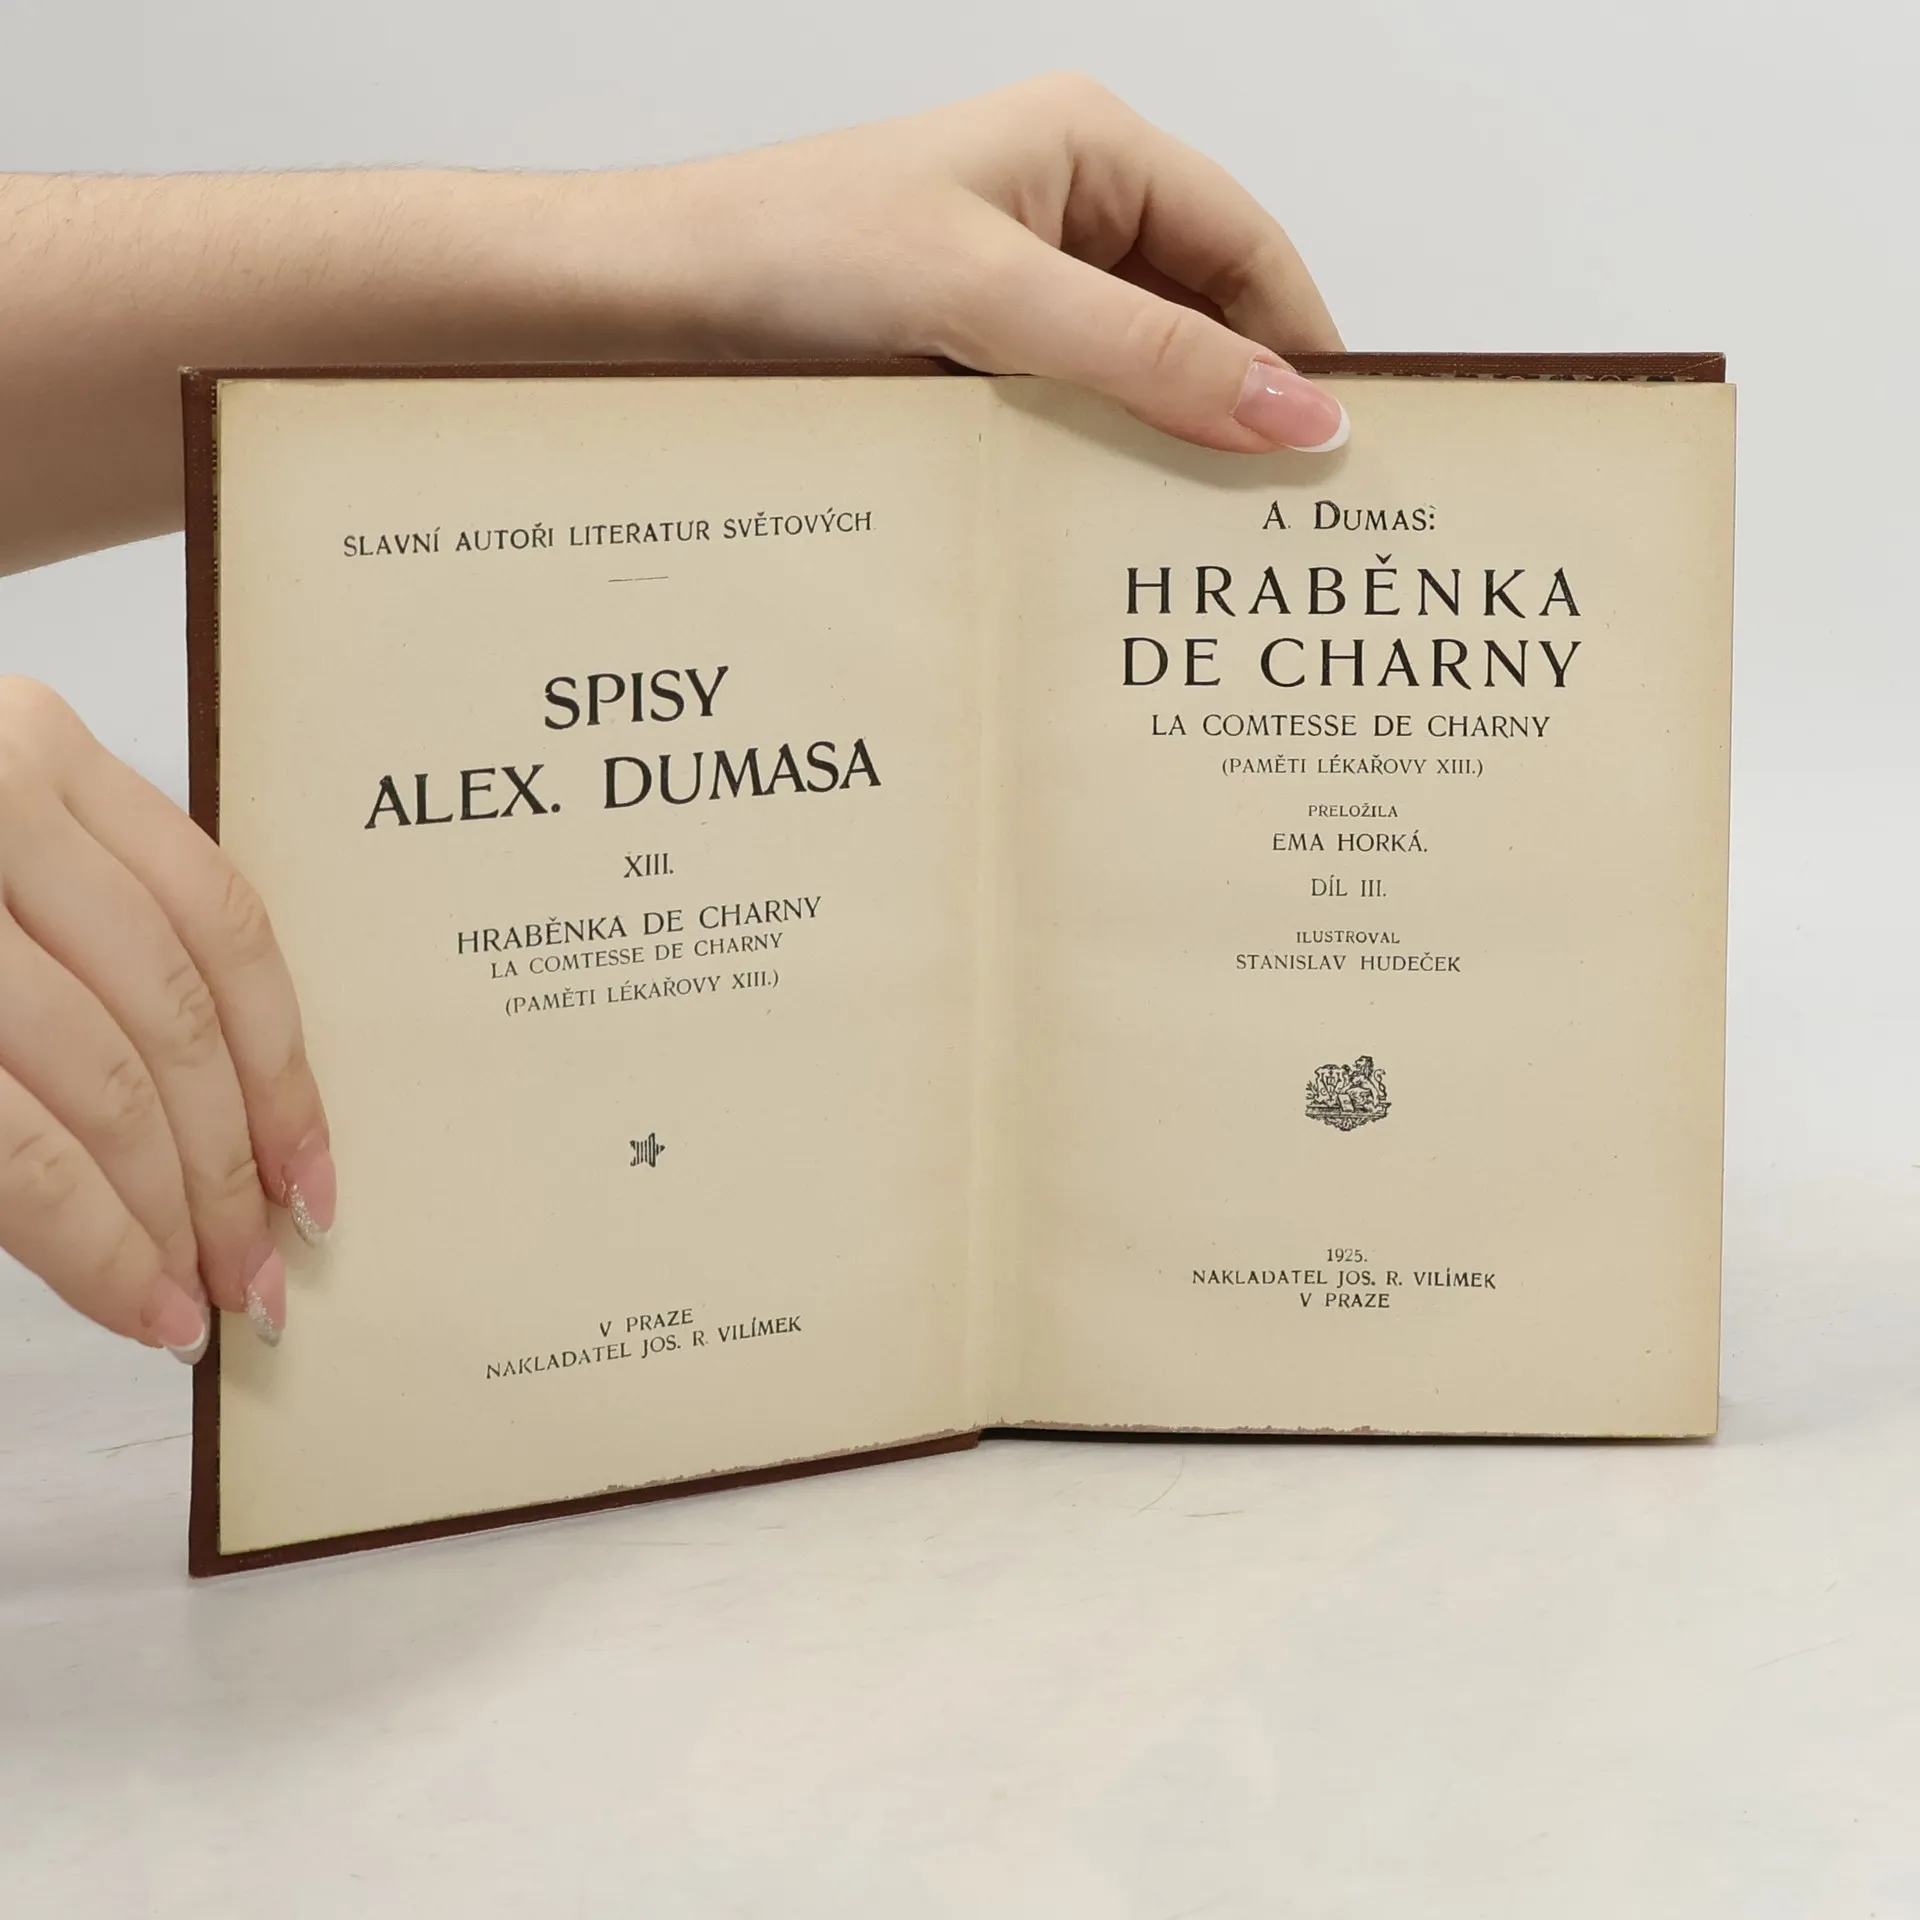 SLAVNÍ AUTOŘI LITERATUR SVĚTOVÝCH
SPISY
ALEX. DUMASA
XIII.
HRABĚNKA DE CHARNY
LA COMTESSE DE CHARNY
(PAMĚTI LÉKAŘOVY XIII.)
V PRAZE
NAKLADATEL JOS. R. VILÍMEK
A. DUMAS:
HRABĚNKA
DE CHARNY
LA COMTESSE DE CHARNY
(PAMĚTI LÉKAŘOVY XIII.)
PRELOŽILA
EMA HORKÁ.
DÍL III.
ILUSTROVAL
STANISLAV HUDEČEK
1925.
NAKLADATEL JOS. R. VILÍMEK
V PRAZE